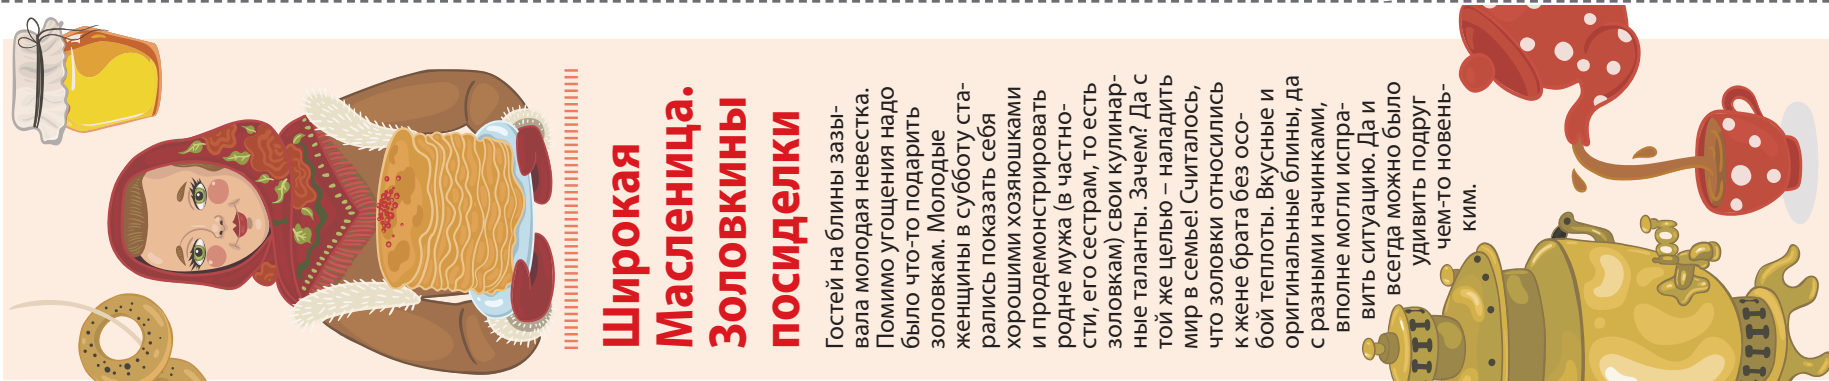 Широкая
Масленица.
Золовкины
посиделки
Гостей на блины зазы-
вала молодая невестка.
Помимо угощения надо
было что-то подарить
золовкам. Молодые
женщины в субботу ста-
рались показать себя
хорошими хозяюшками
и продемонстрировать
родне мужа (в частно-
сти, его сестрам, то есть
золовкам) свои кулинар-
ные таланты. Зачем? Да с
той же целью – наладить
мир в семье! Считалось,
что золовки относились
к жене брата без осо-
бой теплоты. Вкусные и
оригинальные блины, да
с разными начинками,
вполне могли испра-
вить ситуацию. Да и
всегда можно было
удивить подруг
чем-то новень-
ким.